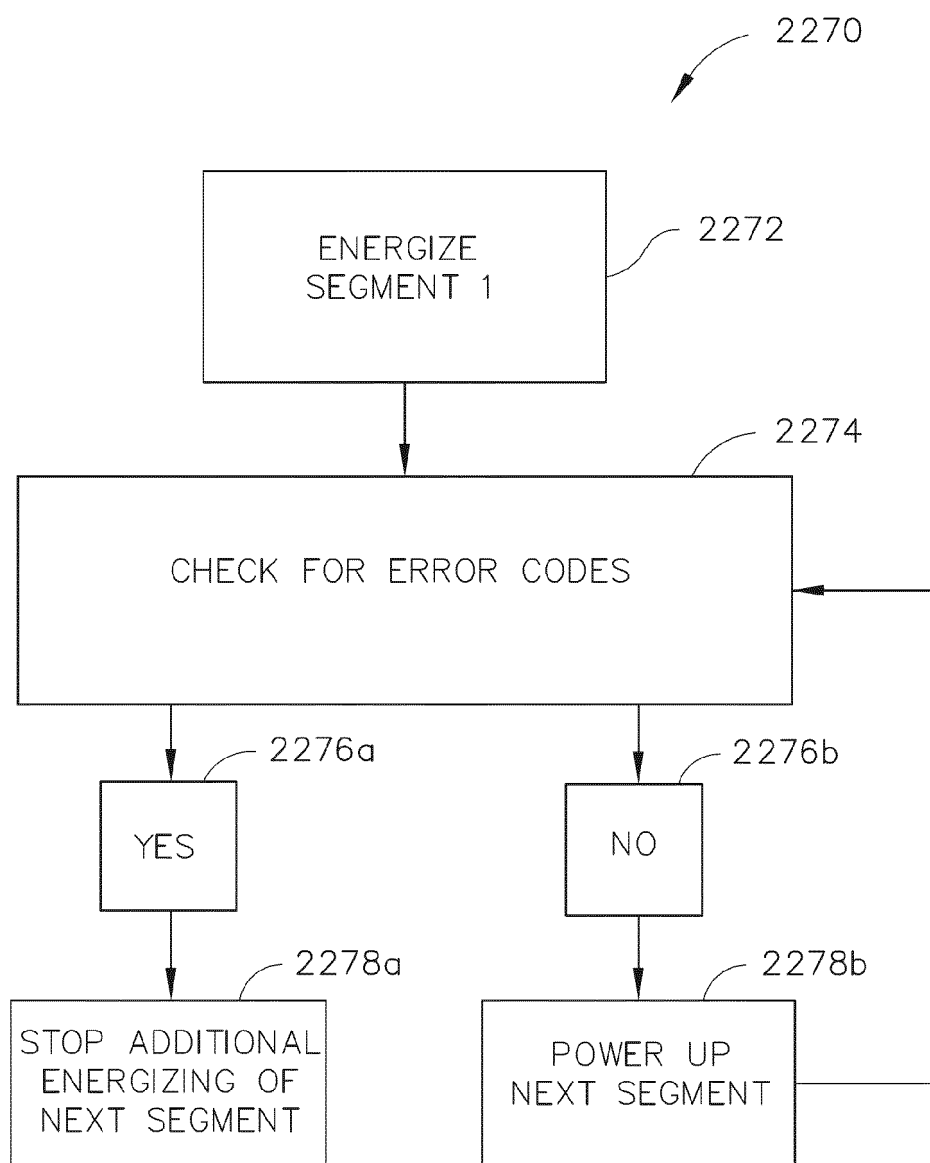 2270
ENERGIZE
SEGMENT 1
2272
2274
CHECK FOR ERROR CODES
2276a
2276b
YES
NO
2278a
2278b
STOP ADDITIONAL
ENERGIZING OF
NEXT SEGMENT
POWER UP
NEXT SEGMENT